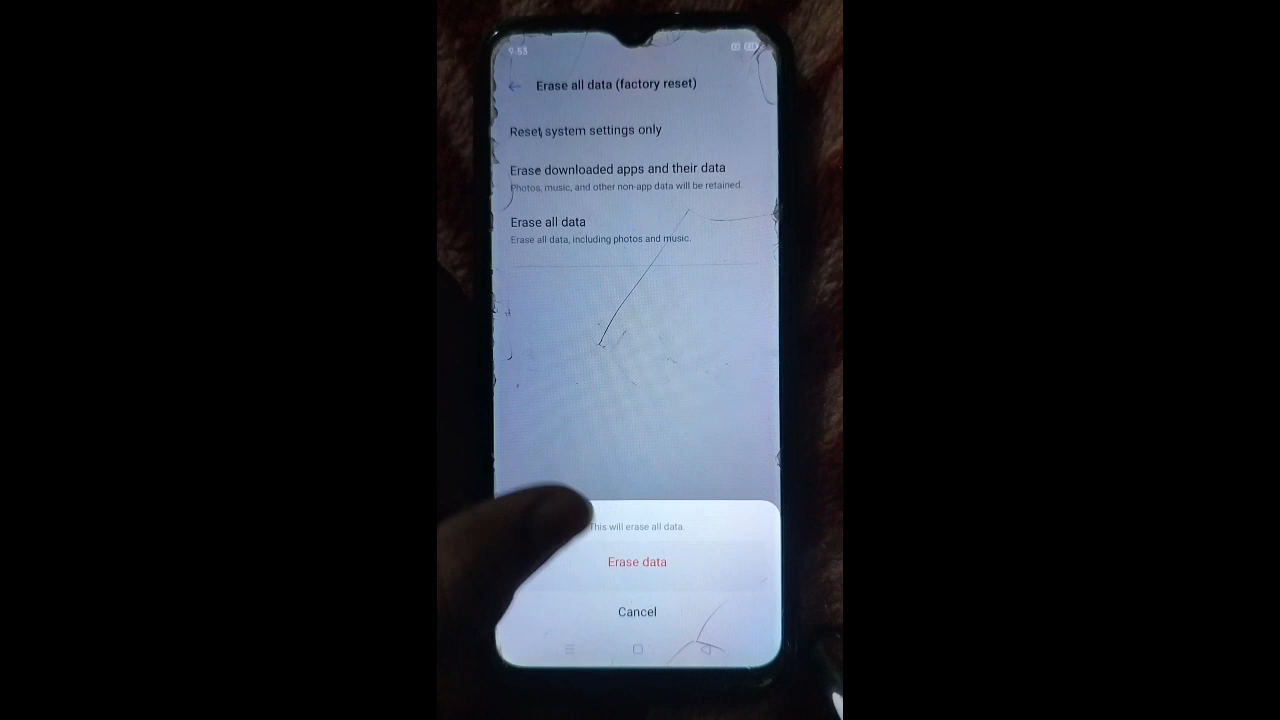 9:53
Erase all data (factory reset)
Reset system settings only
Erase downloaded apps and their data
Photos, music, and other non-app data will be retained.
Erase all data
Erase all data, including photos and music.
This will erase all data.
Erase data
Cancel